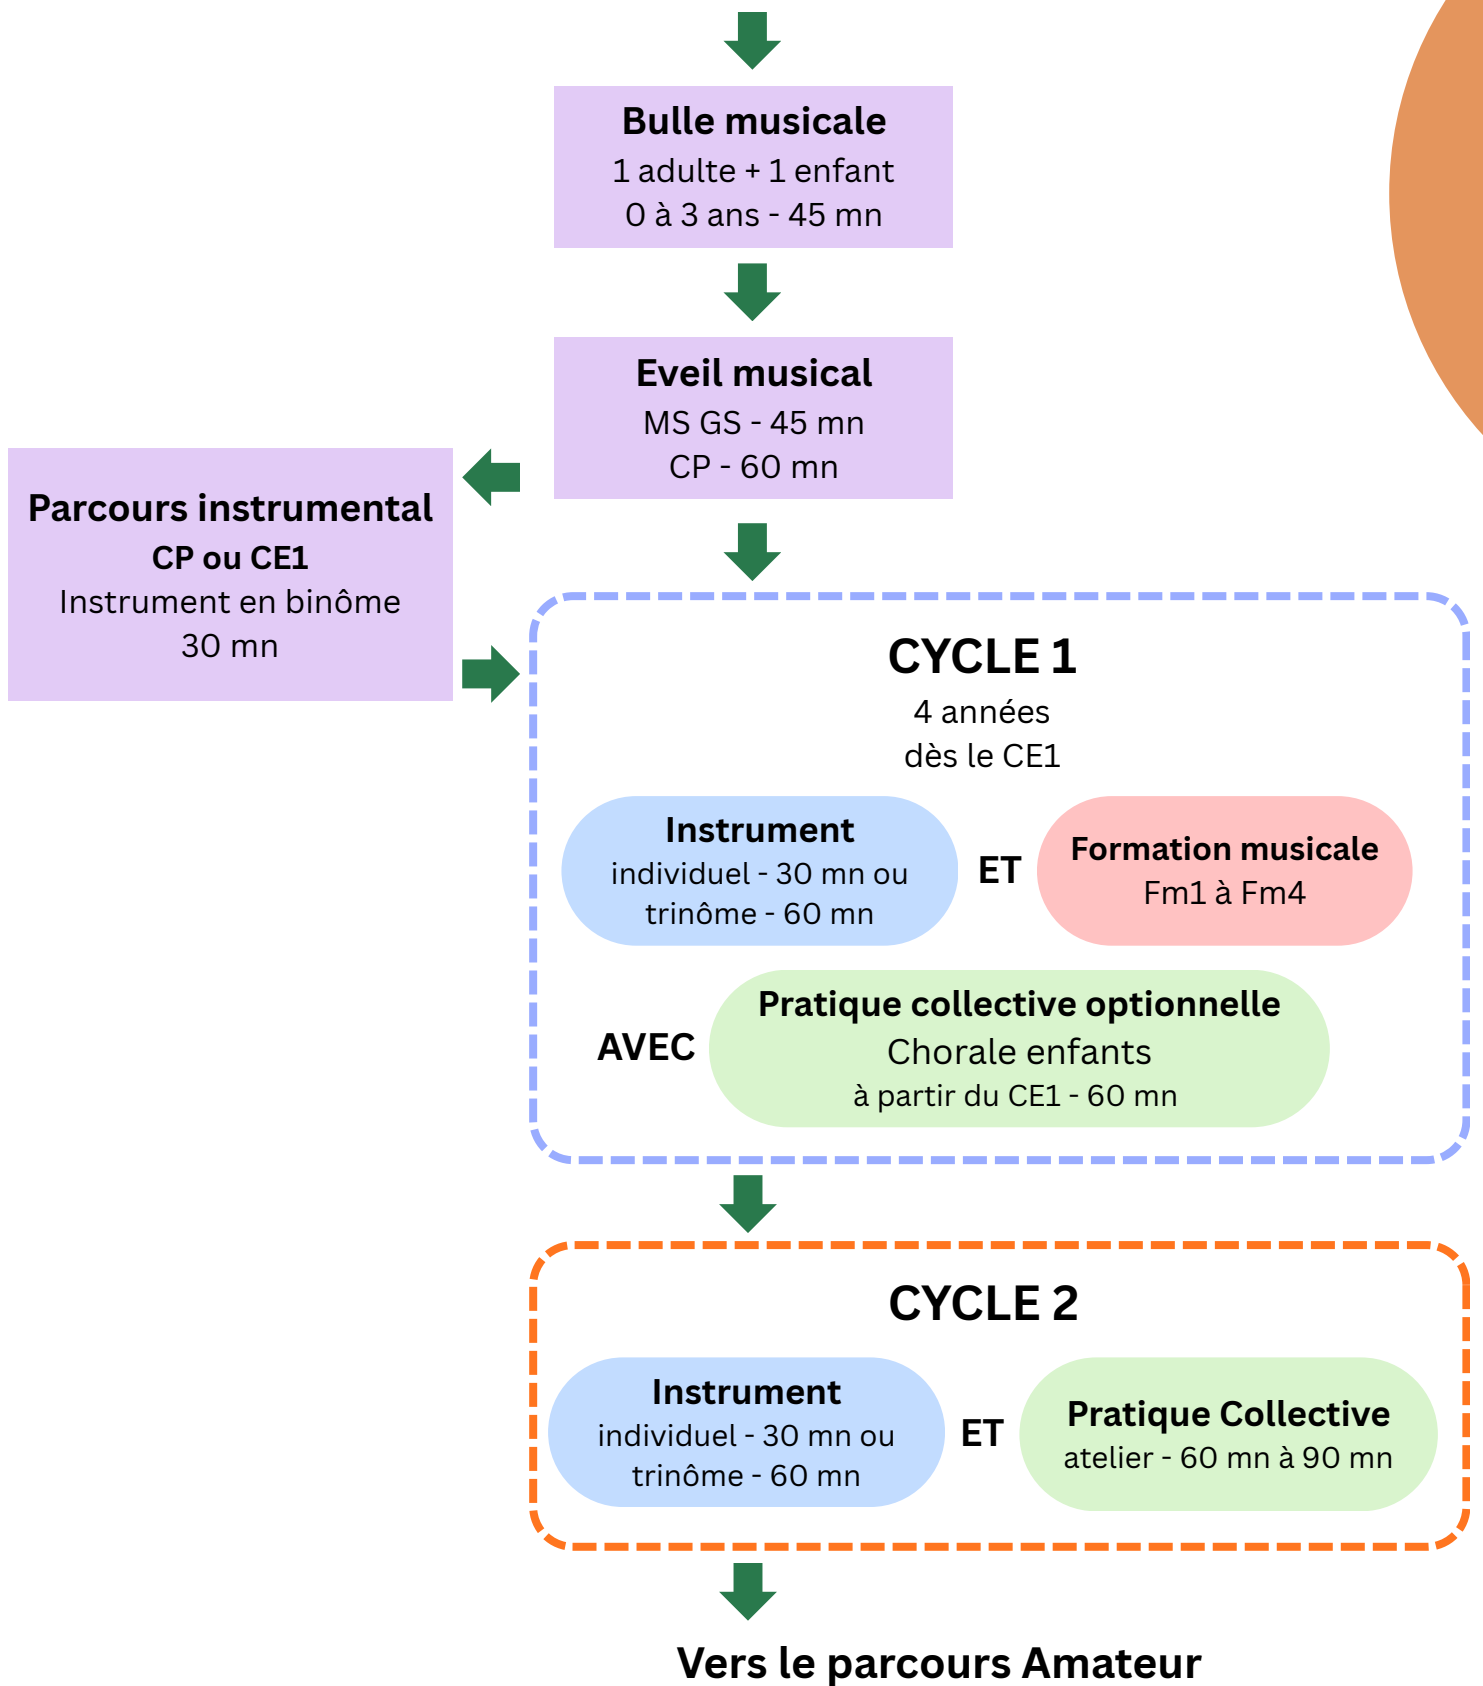 Bulle musicale
1 adulte + 1 enfant
0 à 3 ans - 45 mn
Eveil musical
MS GS - 45 mn
CP - 60 mn
Parcours instrumental
CP ou CE1
Instrument en binôme
30 mn
CYCLE 1
4 années
dès le CE1
Instrument
individuel - 30 mn ou
trinôme - 60 mn
ET
Formation musicale
Fm1 à Fm4
AVEC
Pratique collective optionnelle
Chorale enfants
à partir du CE1 - 60 mn
CYCLE 2
Instrument
individuel - 30 mn ou
trinôme - 60 mn
ET
Pratique Collective
atelier - 60 mn à 90 mn
Vers le parcours Amateur